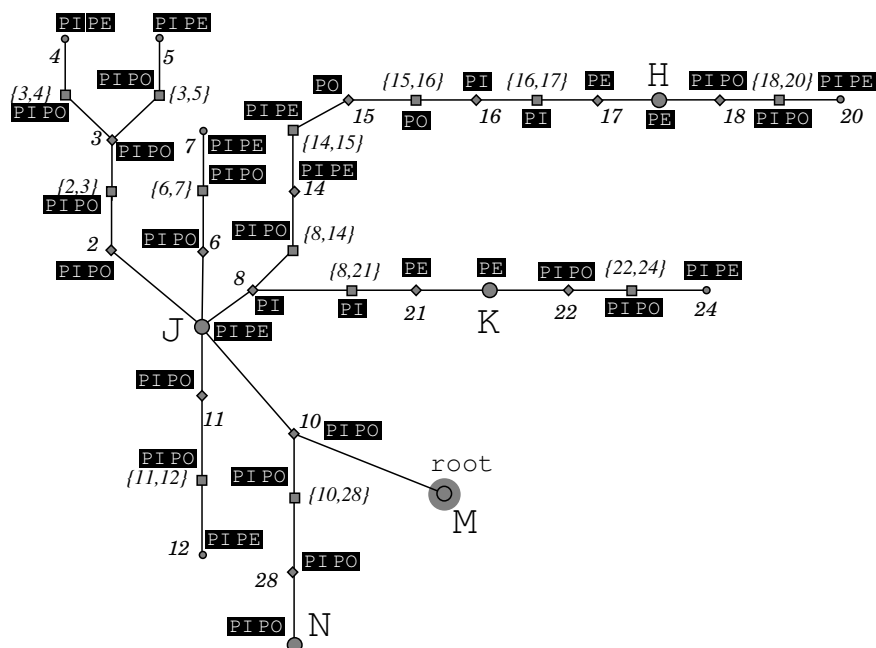 PI PE
PI PE
4
5
PI PO
{3,4}
{3,5}
PI PO
3
PI PO
{2,3}
PI PO
2
PI PO
7
PI PE
PI PO
{6,7}
PI PO
6
PI PE
{14,15}
PI PE
14
PI PO
{8,14}
PO
15
{15,16}
PO
PI
16
{16,17}
PI
PE
17
H
PE
PI PO
18
{18,20}
PI PO
PI PE
20
8
PI
{8,21}
PI
PE
21
PE
K
PI PO
22
{22,24}
PI PO
PI PE
24
J
PI PE
PI PO
11
PI PO
{11,12}
12
PI PE
10
PI PO
PI PO
{10,28}
root
M
PI PO
28
PI PO
N